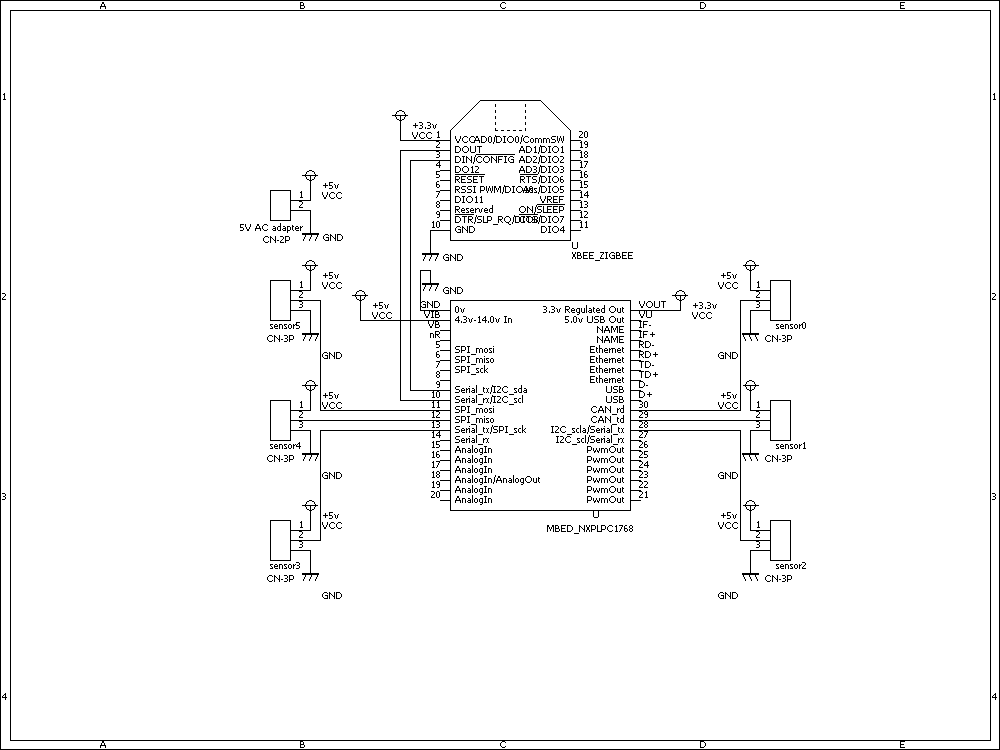 A B C D E
1 1
2 2
3 3
4 4
+3.3v
VCC
1
2
3
4
5
6
7
8
9
10
VCC AD0/DIO0/CommSW
DOUT AD1/DIO1
DIN/CONFIG AD2/DIO2
DO12 AD3/DIO3
RESET RTS/DIO6
RSSI PWM/DIO Ass/DIO5
DIO11 VREF
Reserved ON/SLEEP
DTR/SLP_RQ/DIO8 /DIO7
GND DIO4
20
19
18
17
16
15
14
13
12
11
GND
U
XBEE_ZIGBEE
+5v
VCC
1
2
5V AC adapter
CN-2P
GND
+5v
VCC
1
2
3
sensor5
CN-3P
GND
+5v
VCC
1
2
3
sensor4
CN-3P
GND
+5v
VCC
1
2
3
sensor3
CN-3P
GND
GND
+5v
VCC
GND
VIB
VB
nR
5
6
7
8
9
10
11
12
13
14
15
16
17
18
19
20
0v 3.3v Regulated Out
4.3v-14.0v In 5.0v USB Out
NAME
NAME
SPI_mosi Ethernet
SPI_miso Ethernet
SPI_sck Ethernet
Ethernet
Serial_tx/I2C_sda USB
Serial_rx/I2C_scl USB
SPI_mosi CAN_rd
SPI_miso CAN_td
Serial_tx/SPI_sck I2C_scla/Serial_tx
Serial_rx I2C_scl/Serial_rx
AnalogIn PwmOut
AnalogIn PwmOut
AnalogIn PwmOut
AnalogIn/AnalogOut PwmOut
AnalogIn PwmOut
AnalogIn PwmOut
VOUT
VU
IF-
IF+
RD-
RD+
TD-
TD+
D-
D+
30
29
28
27
26
25
24
23
22
21
+3.3v
VCC
U
MBED_NXPLPC1768
+5v
VCC
1
2
3
sensor0
CN-3P
GND
+5v
VCC
1
2
3
sensor1
CN-3P
GND
+5v
VCC
1
2
3
sensor2
CN-3P
GND
A B C D E